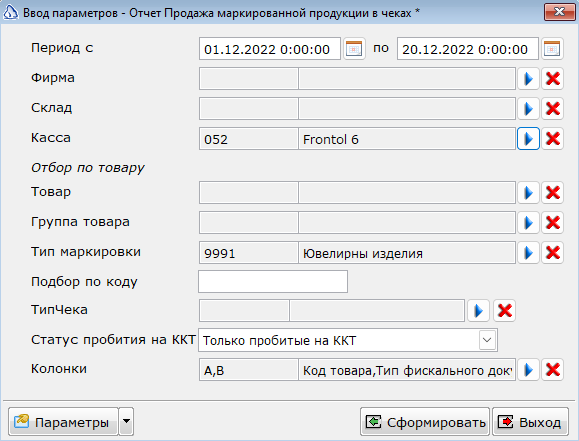 Ввод параметров - Отчет Продажа маркированной продукции в чеках *
Период с 01.12.2022 0:00:00 по 20.12.2022 0:00:00
Фирма
Склад
Касса 052 Frontol 6
Отбор по товару
Товар
Группа товара
Тип маркировки 9991 Ювелирны изделия
Подбор по коду
ТипЧека
Статус пробития на ККТ Только пробитые на ККТ
Колонки А,В Код товара,Тип фискального доку
Параметры Сформировать Выход